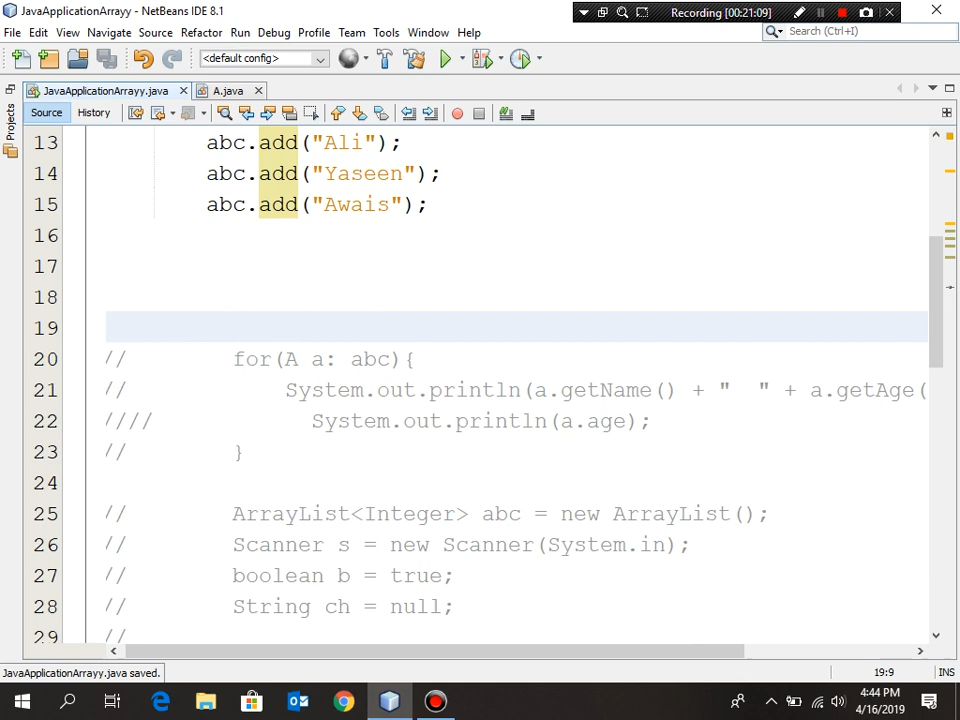 JavaApplicationArrayy - NetBeans IDE 8.1
Recording [00:21:09]
File Edit View Navigate Source Refactor Run Debug Profile Team Tools Window Help
Search (Ctrl+I)
<default config>
JavaApplicationArrayy.java A.java
Projects
Source History
13 abc.add("Ali");
14 abc.add("Yaseen");
15 abc.add("Awais");
16
17
18
19
20 // for(A a: abc){
21 // System.out.println(a.getName() + "  " + a.getAge(
22 //// System.out.println(a.age);
23 // }
24
25 // ArrayList<Integer> abc = new ArrayList();
26 // Scanner s = new Scanner(System.in);
27 // boolean b = true;
28 // String ch = null;
29 //
JavaApplicationArrayy.java saved.
19:9 INS
4:44 PM
4/16/2019